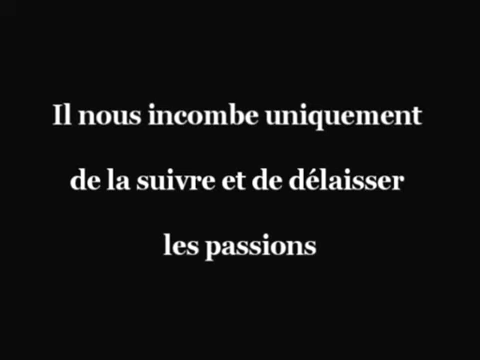 Il nous incombe uniquement
de la suivre et de délaisser
les passions